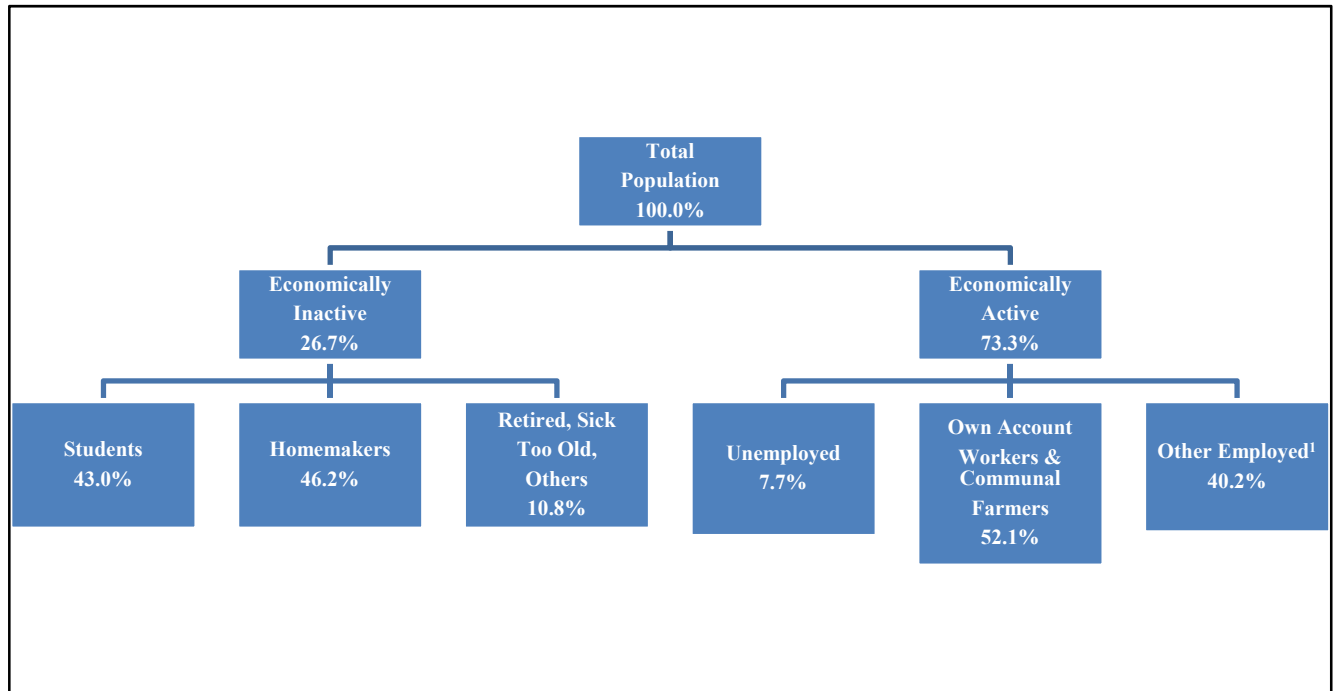 Total
Population
100.0%
Economically
Inactive
26.7%
Economically
Active
73.3%
Students
43.0%
Homemakers
46.2%
Retired, Sick
Too Old,
Others
10.8%
Unemployed
7.7%
Own Account
Workers &
Communal
Farmers
52.1%
Other Employed¹
40.2%